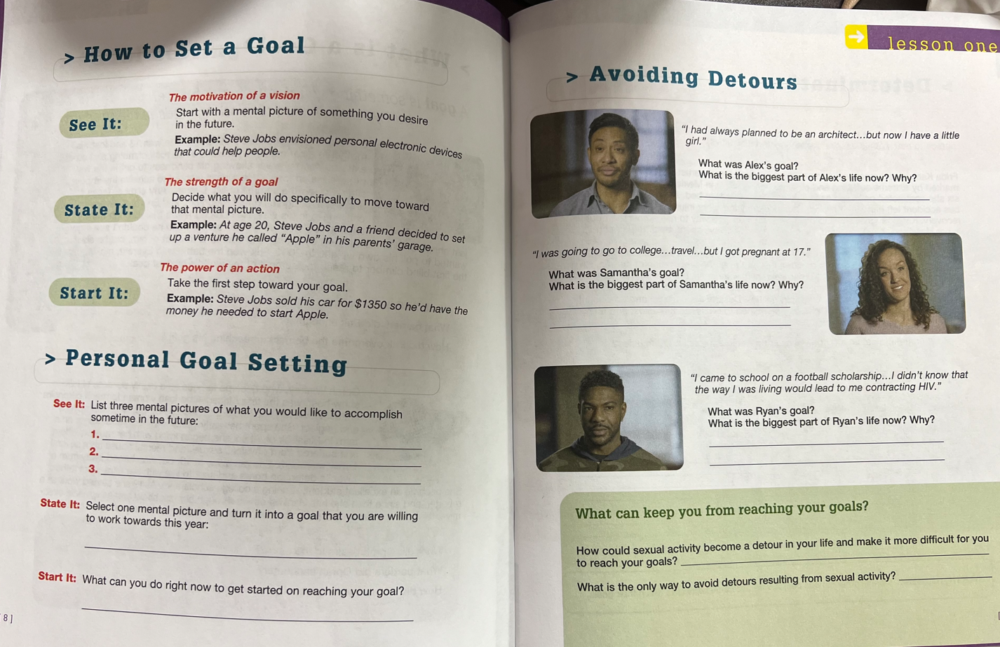 > How to Set a Goal
See It:
The motivation of a vision
Start with a mental picture of something you desire
in the future.
Example: Steve Jobs envisioned personal electronic devices
that could help people.
State It:
The strength of a goal
Decide what you will do specifically to move toward
that mental picture.
Example: At age 20, Steve Jobs and a friend decided to set
up a venture he called “Apple” in his parents’ garage.
Start It:
The power of an action
Take the first step toward your goal.
Example: Steve Jobs sold his car for $1350 so he’d have the
money he needed to start Apple.
> Personal Goal Setting
See It: List three mental pictures of what you would like to accomplish
sometime in the future:
1.
2.
3.
State It: Select one mental picture and turn it into a goal that you are willing
to work towards this year:
Start It: What can you do right now to get started on reaching your goal?
8 ]
lesson one
> Avoiding Detours
“I had always planned to be an architect...but now I have a little
girl.”
What was Alex’s goal?
What is the biggest part of Alex’s life now? Why?
“I was going to go to college...travel...but I got pregnant at 17.”
What was Samantha’s goal?
What is the biggest part of Samantha’s life now? Why?
“I came to school on a football scholarship...I didn’t know that
the way I was living would lead to me contracting HIV.”
What was Ryan’s goal?
What is the biggest part of Ryan’s life now? Why?
What can keep you from reaching your goals?
How could sexual activity become a detour in your life and make it more difficult for you
to reach your goals?
What is the only way to avoid detours resulting from sexual activity?
[